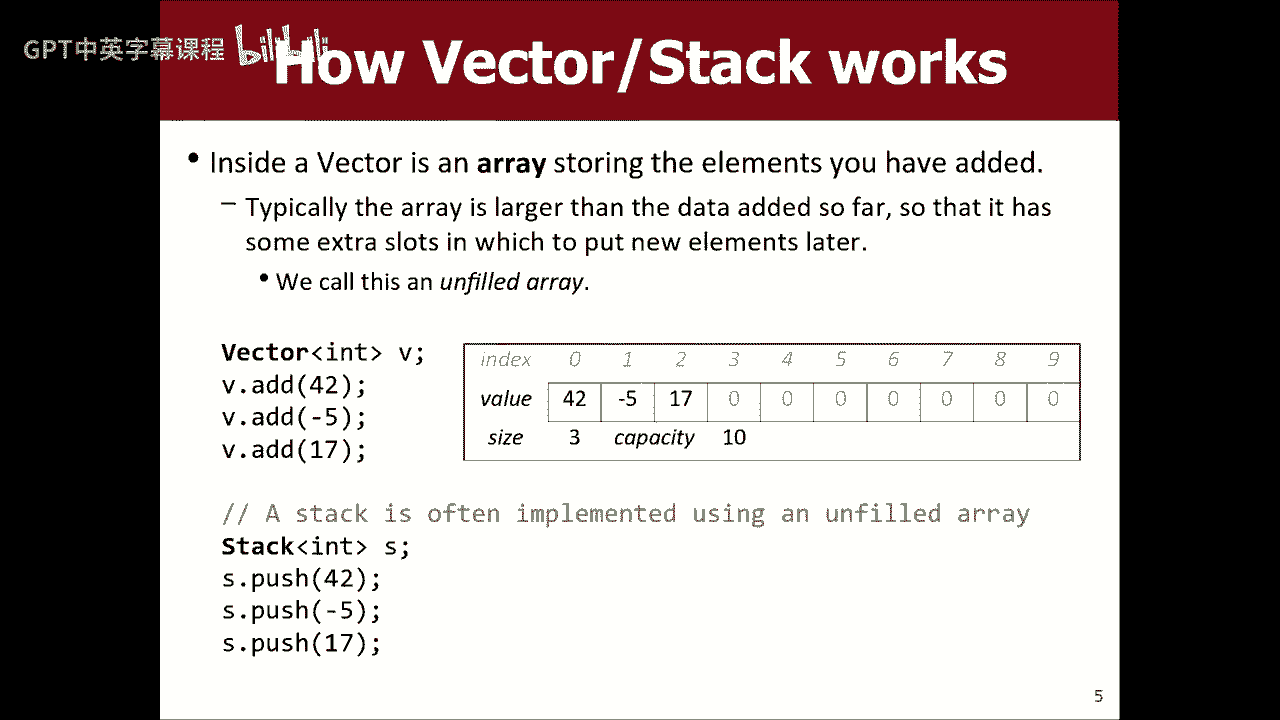 GPT中英字幕课程 bilibili
How Vector/Stack works
• Inside a Vector is an array storing the elements you have added.
– Typically the array is larger than the data added so far, so that it has
some extra slots in which to put new elements later.
• We call this an unfilled array.
Vector<int> v;
v.add(42);
v.add(-5);
v.add(17);
index 0 1 2 3 4 5 6 7 8 9
value 42 -5 17 0 0 0 0 0 0 0
size 3 capacity 10
// A stack is often implemented using an unfilled array
Stack<int> s;
s.push(42);
s.push(-5);
s.push(17);
5